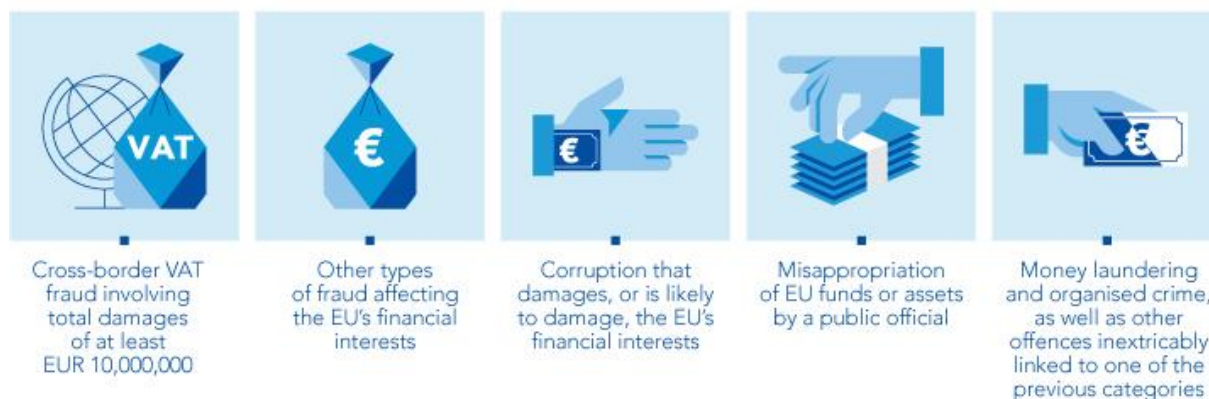 VAT
€
€
€
Cross-border VAT
fraud involving
total damages
of at least
EUR 10,000,000
Other types
of fraud affecting
the EU's financial
interests
Corruption that
damages, or is likely
to damage, the EU's
financial interests
Misappropriation
of EU funds or assets
by a public official
Money laundering
and organised crime,
as well as other
offences inextricably
linked to one of the
previous categories